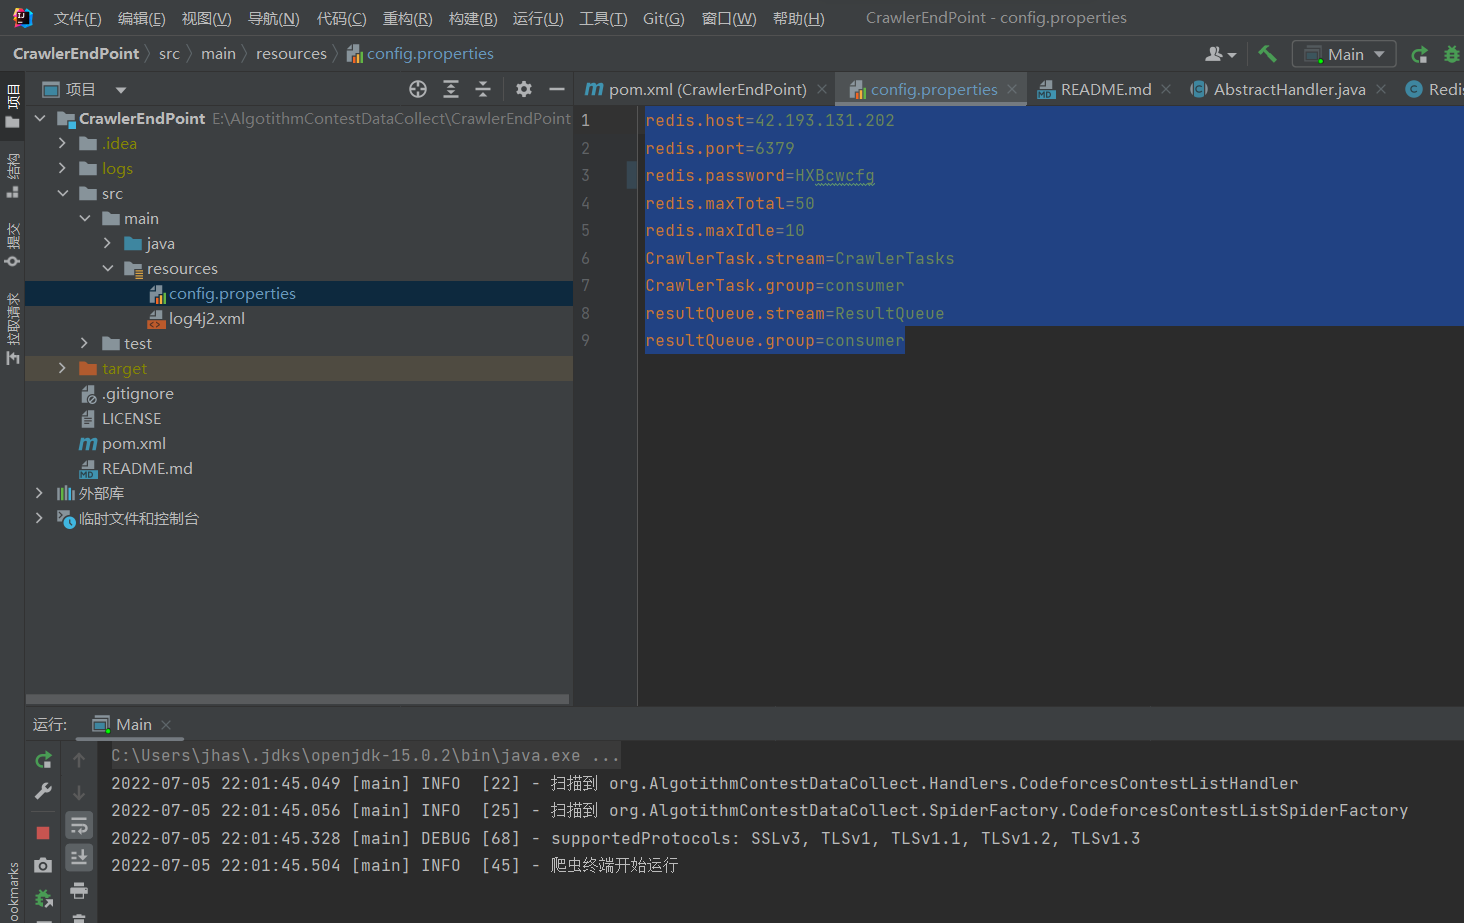 文件(F) 编辑(E) 视图(V) 导航(N) 代码(C) 重构(R) 构建(B) 运行(U) 工具(T) Git(G) 窗口(W) 帮助(H) CrawlerEndPoint - config.properties
CrawlerEndPoint src main resources config.properties Main
项目 pom.xml (CrawlerEndPoint) config.properties README.md AbstractHandler.java
项目
结构
提交
拉取请求
CrawlerEndPoint E:\AlgotithmContestDataCollect\CrawlerEndPoint
.idea
logs
src
main
java
resources
config.properties
log4j2.xml
test
target
.gitignore
LICENSE
pom.xml
README.md
外部库
临时文件和控制台
1 redis.host=42.193.131.202
2 redis.port=6379
3 redis.password=HXBcwcfg
4 redis.maxTotal=50
5 redis.maxIdle=10
6 CrawlerTask.stream=CrawlerTasks
7 CrawlerTask.group=consumer
8 resultQueue.stream=ResultQueue
9 resultQueue.group=consumer
运行: Main
C:\Users\jhas\.jdks\openjdk-15.0.2\bin\java.exe ...
2022-07-05 22:01:45.049 [main] INFO  [22] - 扫描到 org.AlgotithmContestDataCollect.Handlers.CodeforcesContestListHandler
2022-07-05 22:01:45.056 [main] INFO  [25] - 扫描到 org.AlgotithmContestDataCollect.SpiderFactory.CodeforcesContestListSpiderFactory
2022-07-05 22:01:45.328 [main] DEBUG [68] - supportedProtocols: SSLv3, TLSv1, TLSv1.1, TLSv1.2, TLSv1.3
2022-07-05 22:01:45.504 [main] INFO  [45] - 爬虫终端开始运行